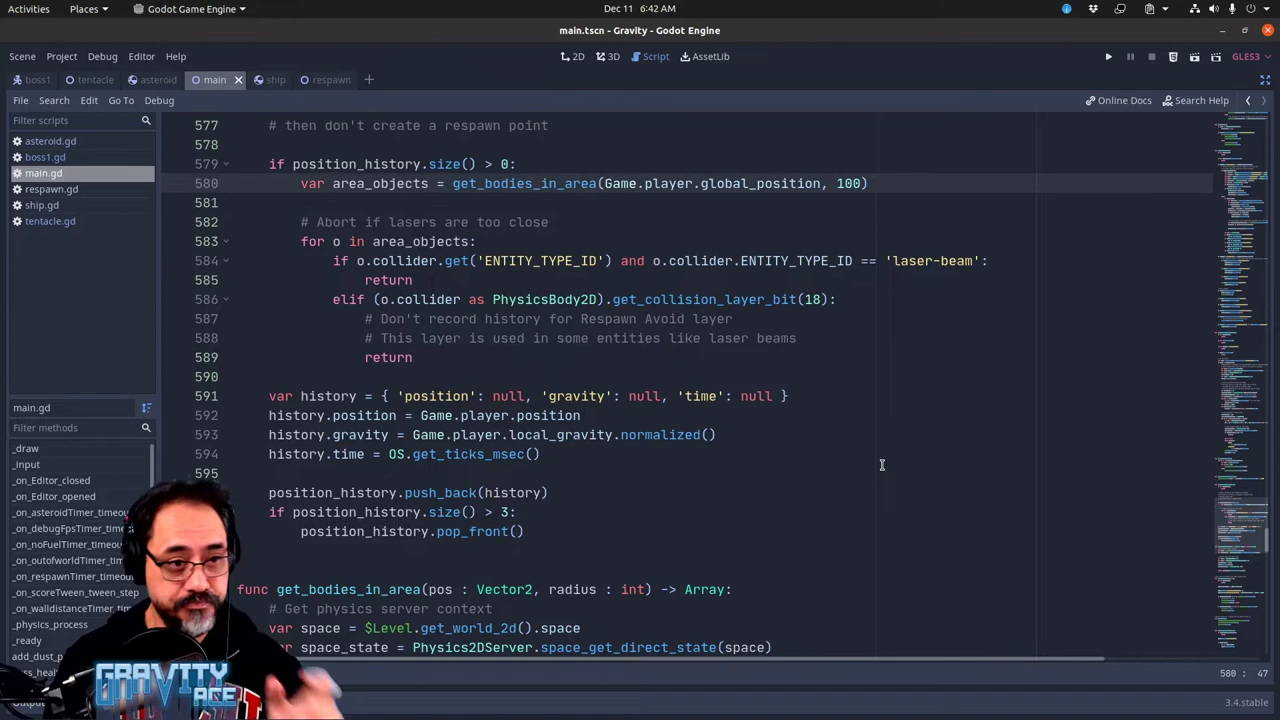 Activities Places Godot Game Engine Dec 11 6:42 AM
main.tscn - Gravity - Godot Engine
Scene Project Debug Editor Help 2D 3D Script AssetLib GLES3
boss1 tentacle asteroid main ship respawn
File Search Edit Go To Debug Online Docs Search Help
Filter scripts
asteroid.gd
boss1.gd
main.gd
respawn.gd
ship.gd
tentacle.gd
main.gd
Filter methods
_draw
_input
_on_Editor_closed
_on_Editor_opened
_on_asteroidTimer_timeou
_on_debugFpsTimer_timeou
_on_noFuelTimer_timeout
_on_outofworldTimer_timeo
_on_respawnTimer_timeou
_on_scoreTween_tween_step
_on_walldistanceTimer_timeo
_physics_process
_ready
add_dust_p
577 # then don't create a respawn point
578
579 if position_history.size() > 0:
580 var area_objects = get_bodies_in_area(Game.player.global_position, 100)
581
582 # Abort if lasers are too close
583 for o in area_objects:
584 if o.collider.get('ENTITY_TYPE_ID') and o.collider.ENTITY_TYPE_ID == 'laser-beam':
585 return
586 elif (o.collider as PhysicsBody2D).get_collision_layer_bit(18):
587 # Don't record history for Respawn Avoid layer
588 # This layer is used in some entities like laser beams
589 return
590
591 var history = { 'position': null, 'gravity': null, 'time': null }
592 history.position = Game.player.position
593 history.gravity = Game.player.local_gravity.normalized()
594 history.time = OS.get_ticks_msec()
595
position_history.push_back(history)
if position_history.size() > 3:
position_history.pop_front()
func get_bodies_in_area(pos : Vector2, radius : int) -> Array:
# Get physics server context
var space = $Level.get_world_2d().space
var space_state = Physics2DServer.space_get_direct_state(space)
580 : 47
3.4.stable
GRAVITY
ACE